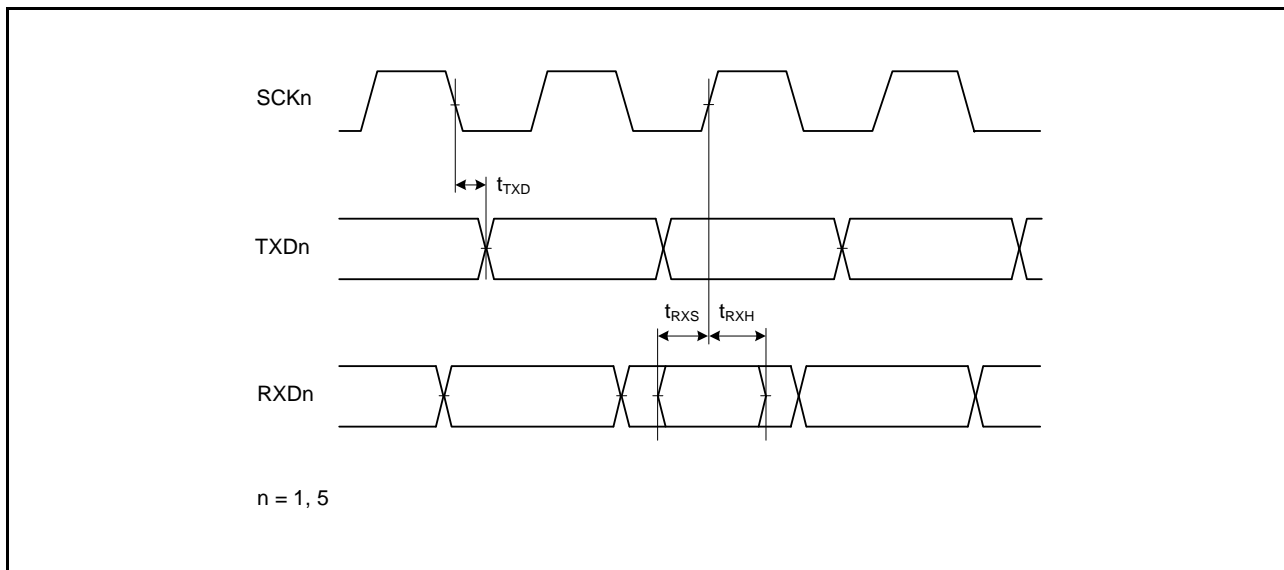 SCKn
tTXD
TXDn
tRXS tRXH
RXDn
n = 1, 5